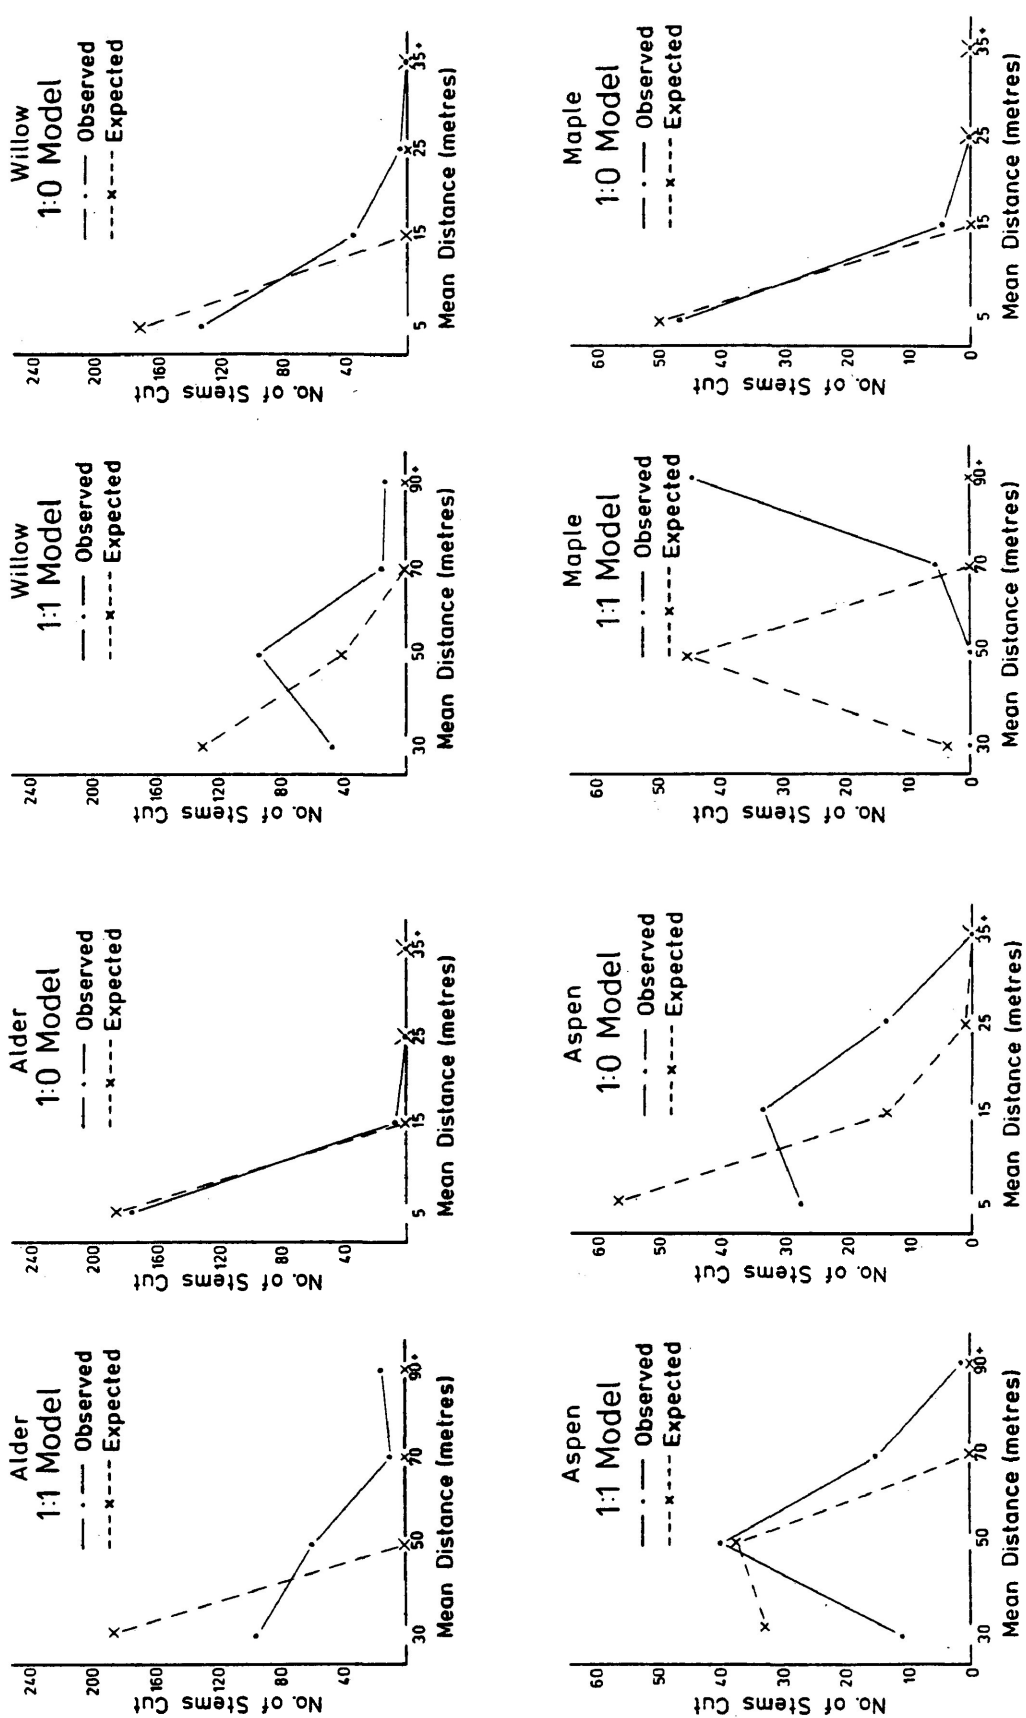 Alder
1:1 Model
Observed
Expected
240
200
160
120
80
40
No. of Stems Cut
30 50 70 90+
Mean Distance (metres)
Alder
1:0 Model
Observed
Expected
240
200
160
120
80
40
No. of Stems Cut
5 15 25 35+
Mean Distance (metres)
Willow
1:1 Model
Observed
Expected
240
200
160
120
80
40
No. of Stems Cut
30 50 70 90+
Mean Distance (metres)
Willow
1:0 Model
Observed
Expected
240
200
160
120
80
40
No. of Stems Cut
5 15 25 35+
Mean Distance (metres)
Aspen
1:1 Model
Observed
Expected
60
50
40
30
20
10
0
No. of Stems Cut
30 50 70 90+
Mean Distance (metres)
Aspen
1:0 Model
Observed
Expected
60
50
40
30
20
10
0
No. of Stems Cut
5 15 25 35+
Mean Distance (metres)
Maple
1:1 Model
Observed
Expected
60
50
40
30
20
10
0
No. of Stems Cut
30 50 70 90+
Mean Distance (metres)
Maple
1:0 Model
Observed
Expected
60
50
40
30
20
10
0
No. of Stems Cut
5 15 25 35+
Mean Distance (metres)